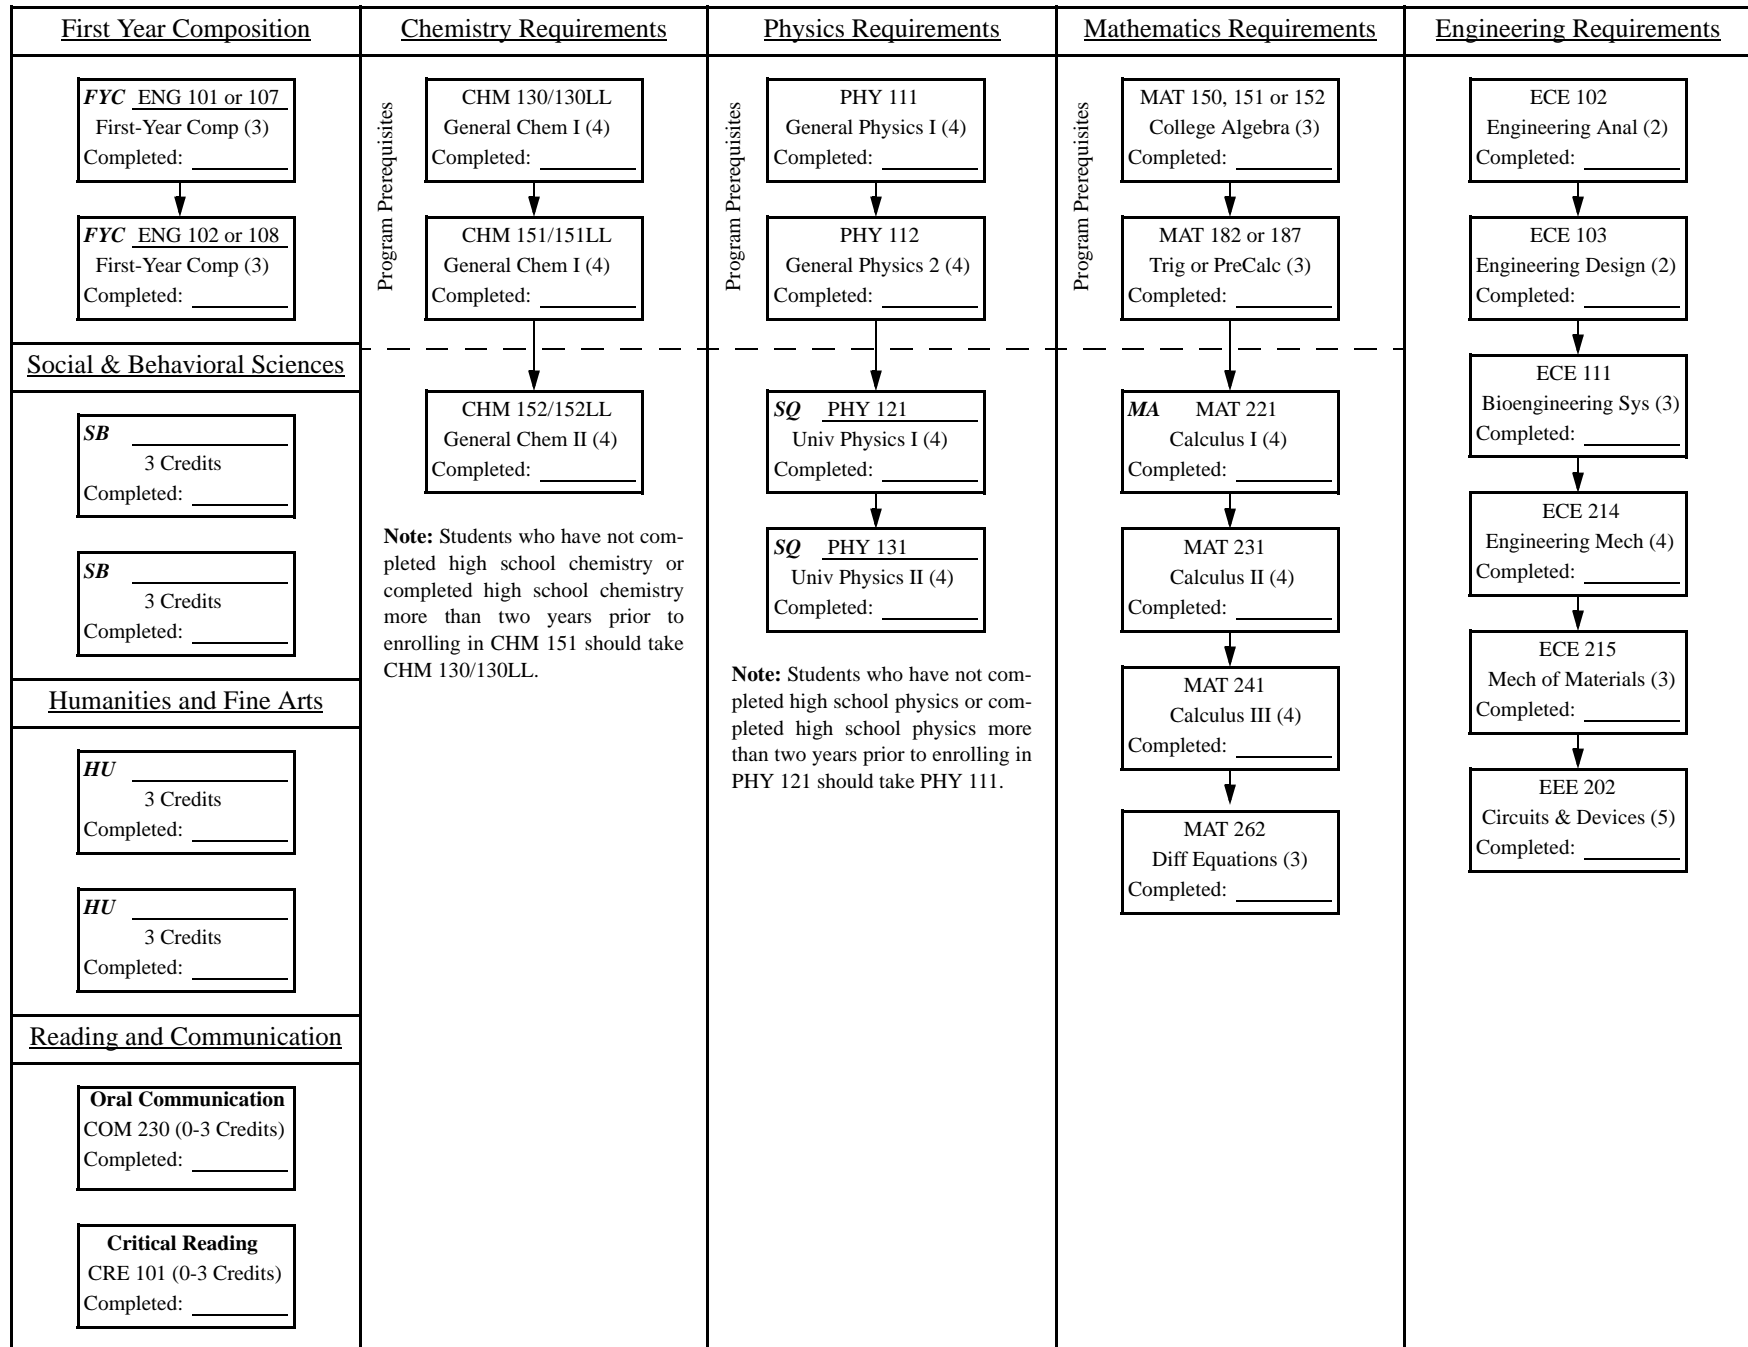 First Year Composition
FYC ENG 101 or 107
First-Year Comp (3)
Completed:
FYC ENG 102 or 108
First-Year Comp (3)
Completed:
Social & Behavioral Sciences
SB
3 Credits
Completed:
SB
3 Credits
Completed:
Humanities and Fine Arts
HU
3 Credits
Completed:
HU
3 Credits
Completed:
Reading and Communication
Oral Communication
COM 230 (0-3 Credits)
Completed:
Critical Reading
CRE 101 (0-3 Credits)
Completed:
Chemistry Requirements
Program Prerequisites
CHM 130/130LL
General Chem I (4)
Completed:
CHM 151/151LL
General Chem I (4)
Completed:
CHM 152/152LL
General Chem II (4)
Completed:
Note: Students who have not com-
pleted high school chemistry or
completed high school chemistry
more than two years prior to
enrolling in CHM 151 should take
CHM 130/130LL.
Physics Requirements
Program Prerequisites
PHY 111
General Physics I (4)
Completed:
PHY 112
General Physics 2 (4)
Completed:
SQ PHY 121
Univ Physics I (4)
Completed:
SQ PHY 131
Univ Physics II (4)
Completed:
Note: Students who have not com-
pleted high school physics or com-
pleted high school physics more
than two years prior to enrolling in
PHY 121 should take PHY 111.
Mathematics Requirements
Program Prerequisites
MAT 150, 151 or 152
College Algebra (3)
Completed:
MAT 182 or 187
Trig or PreCalc (3)
Completed:
MA MAT 221
Calculus I (4)
Completed:
MAT 231
Calculus II (4)
Completed:
MAT 241
Calculus III (4)
Completed:
MAT 262
Diff Equations (3)
Completed:
Engineering Requirements
ECE 102
Engineering Anal (2)
Completed:
ECE 103
Engineering Design (2)
Completed:
ECE 111
Bioengineering Sys (3)
Completed:
ECE 214
Engineering Mech (4)
Completed:
ECE 215
Mech of Materials (3)
Completed:
EEE 202
Circuits & Devices (5)
Completed: